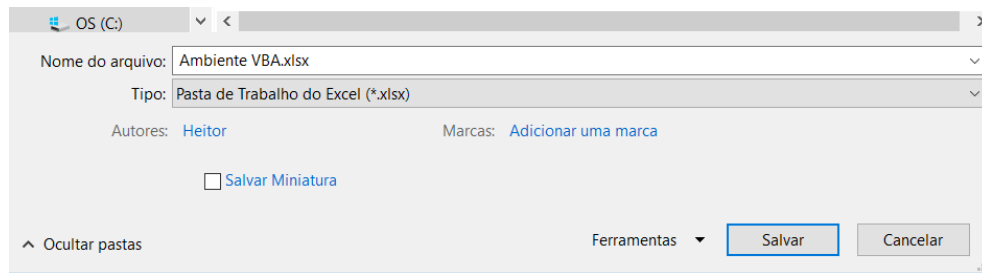 OS (C:)
Nome do arquivo: Ambiente VBA.xlsx
Tipo: Pasta de Trabalho do Excel (*.xlsx)
Autores: Heitor Marcas: Adicionar uma marca
Salvar Miniatura
Ocultar pastas Ferramentas Salvar Cancelar